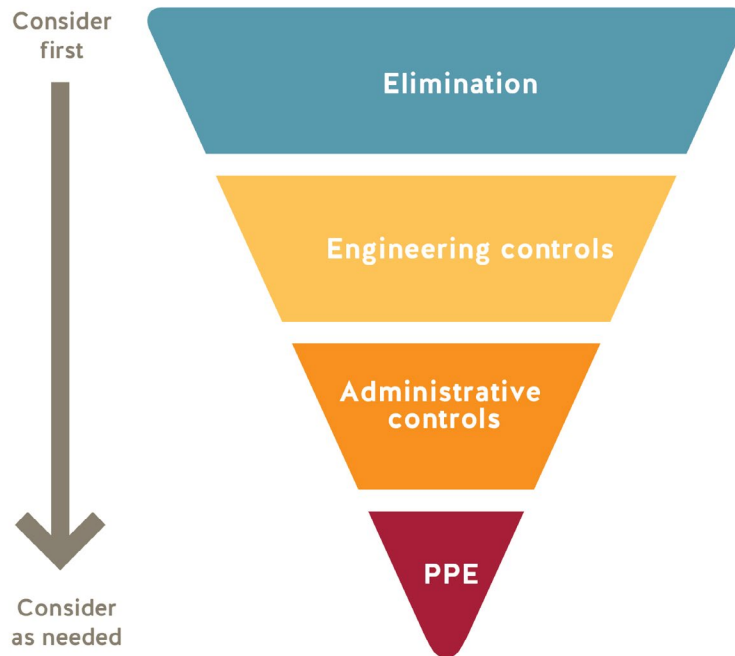 Consider
first
Elimination
Engineering controls
Administrative
controls
PPE
Consider
as needed